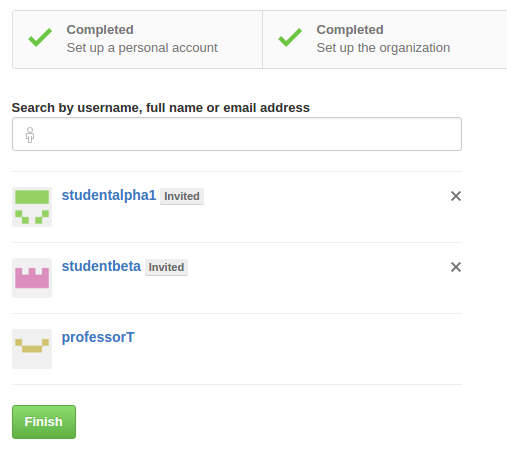 Completed
Set up a personal account
Completed
Set up the organization
Search by username, full name or email address
studentalpha1 Invited
studentbeta Invited
professorT
Finish